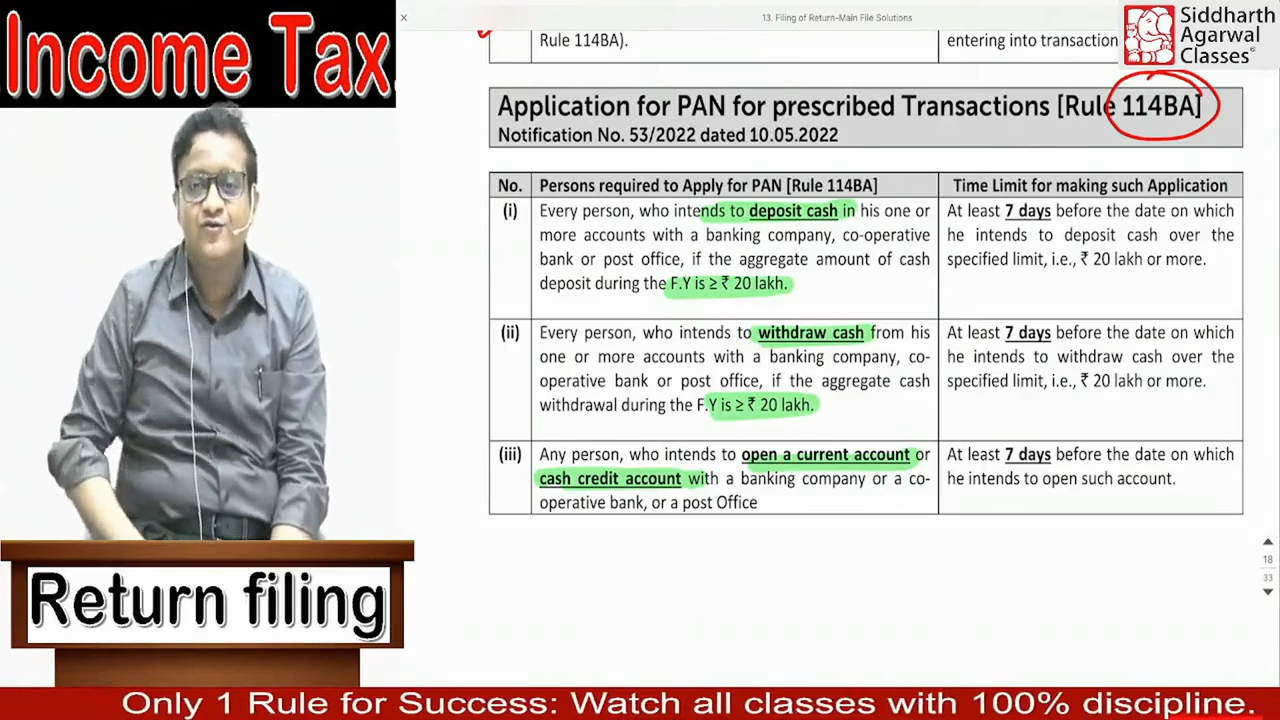 Income Tax
Return filing
×
13. Filing of Return-Main File Solutions
Siddharth
Agarwal
Classes®
Rule 114BA).
entering into transaction
Application for PAN for prescribed Transactions [Rule 114BA]
Notification No. 53/2022 dated 10.05.2022
No.
Persons required to Apply for PAN [Rule 114BA]
Time Limit for making such Application
(i)
Every person, who intends to deposit cash in his one or
more accounts with a banking company, co-operative
bank or post office, if the aggregate amount of cash
deposit during the F.Y is ≥ ₹ 20 lakh.
At least 7 days before the date on which
he intends to deposit cash over the
specified limit, i.e., ₹ 20 lakh or more.
(ii)
Every person, who intends to withdraw cash from his
one or more accounts with a banking company, co-
operative bank or post office, if the aggregate cash
withdrawal during the F.Y is ≥ ₹ 20 lakh.
At least 7 days before the date on which
he intends to withdraw cash over the
specified limit, i.e., ₹ 20 lakh or more.
(iii)
Any person, who intends to open a current account or
cash credit account with a banking company or a co-
operative bank, or a post Office
At least 7 days before the date on which
he intends to open such account.
18
33
Only 1 Rule for Success: Watch all classes with 100% discipline.